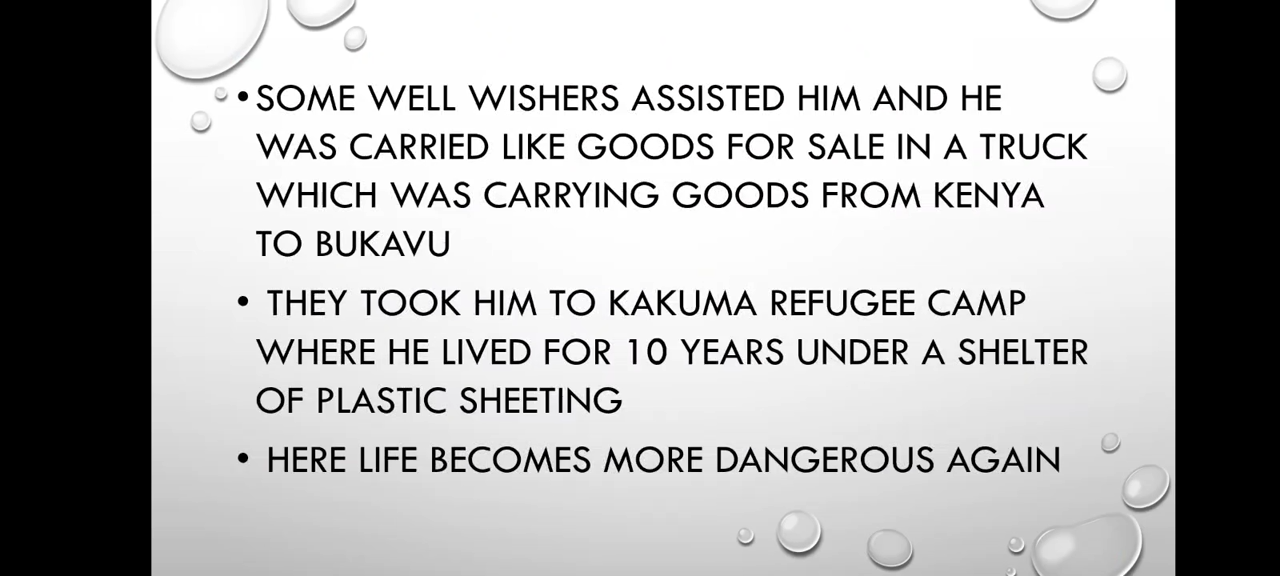 • SOME WELL WISHERS ASSISTED HIM AND HE
WAS CARRIED LIKE GOODS FOR SALE IN A TRUCK
WHICH WAS CARRYING GOODS FROM KENYA
TO BUKAVU
• THEY TOOK HIM TO KAKUMA REFUGEE CAMP
WHERE HE LIVED FOR 10 YEARS UNDER A SHELTER
OF PLASTIC SHEETING
• HERE LIFE BECOMES MORE DANGEROUS AGAIN